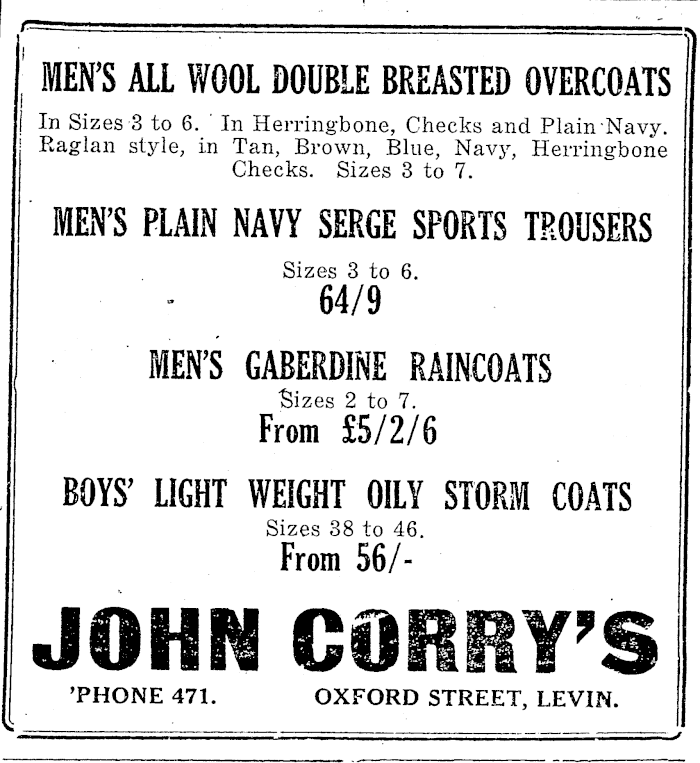 MEN'S ALL WOOL DOUBLE BREASTED OVERCOATS
In Sizes 3 to 6. In Herringbone, Checks and Plain Navy.
Raglan style, in Tan, Brown, Blue, Navy, Herringbone
Checks. Sizes 3 to 7.
MEN'S PLAIN NAVY SERGE SPORTS TROUSERS
Sizes 3 to 6.
64/9
MEN'S GABERDINE RAINCOATS
Sizes 2 to 7.
From £5/2/6
BOYS' LIGHT WEIGHT OILY STORM COATS
Sizes 38 to 46.
From 56/-
JOHN CORRY'S
'PHONE 471. OXFORD STREET, LEVIN.